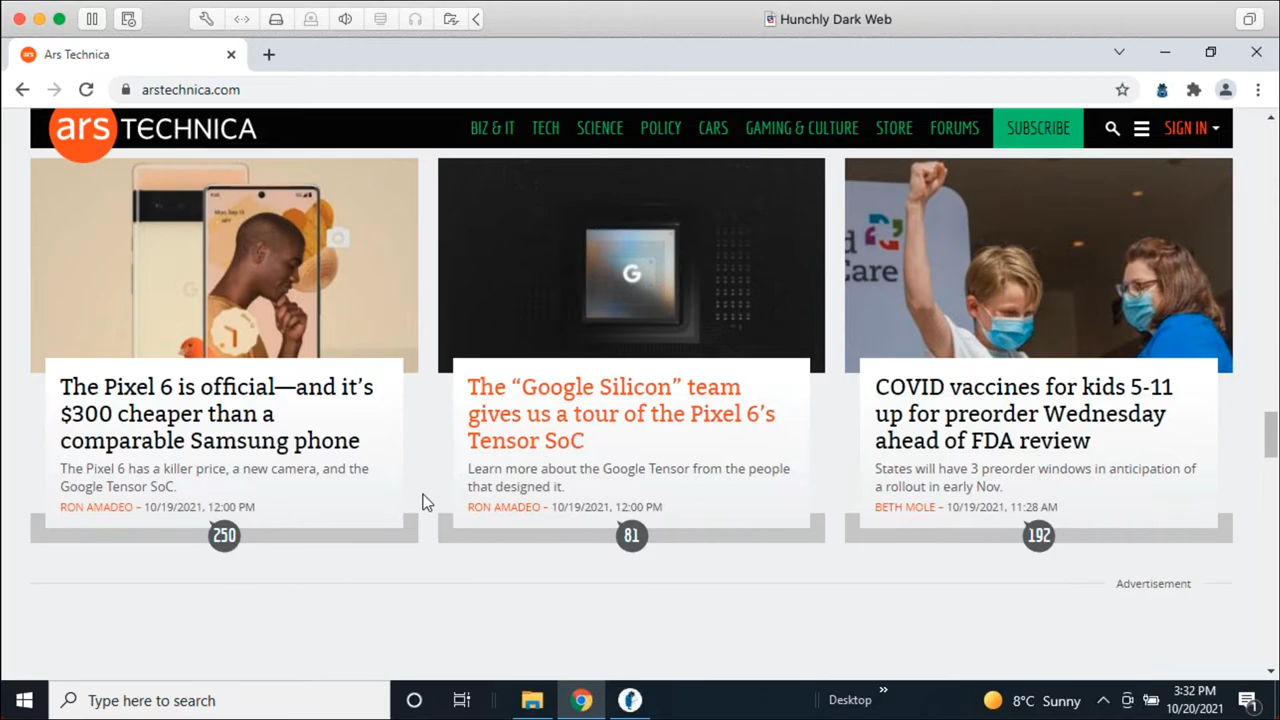 Hunchly Dark Web
ars Ars Technica
arstechnica.com
ars TECHNICA BIZ & IT TECH SCIENCE POLICY CARS GAMING & CULTURE STORE FORUMS SUBSCRIBE SIGN IN
G
d
Care
The Pixel 6 is official—and it's
$300 cheaper than a
comparable Samsung phone
The Pixel 6 has a killer price, a new camera, and the
Google Tensor SoC.
RON AMADEO – 10/19/2021, 12:00 PM
250
The “Google Silicon” team
gives us a tour of the Pixel 6’s
Tensor SoC
Learn more about the Google Tensor from the people
that designed it.
RON AMADEO – 10/19/2021, 12:00 PM
81
COVID vaccines for kids 5-11
up for preorder Wednesday
ahead of FDA review
States will have 3 preorder windows in anticipation of
a rollout in early Nov.
BETH MOLE – 10/19/2021, 11:28 AM
192
Advertisement
Type here to search
Desktop
8°C Sunny
3:32 PM
10/20/2021
1